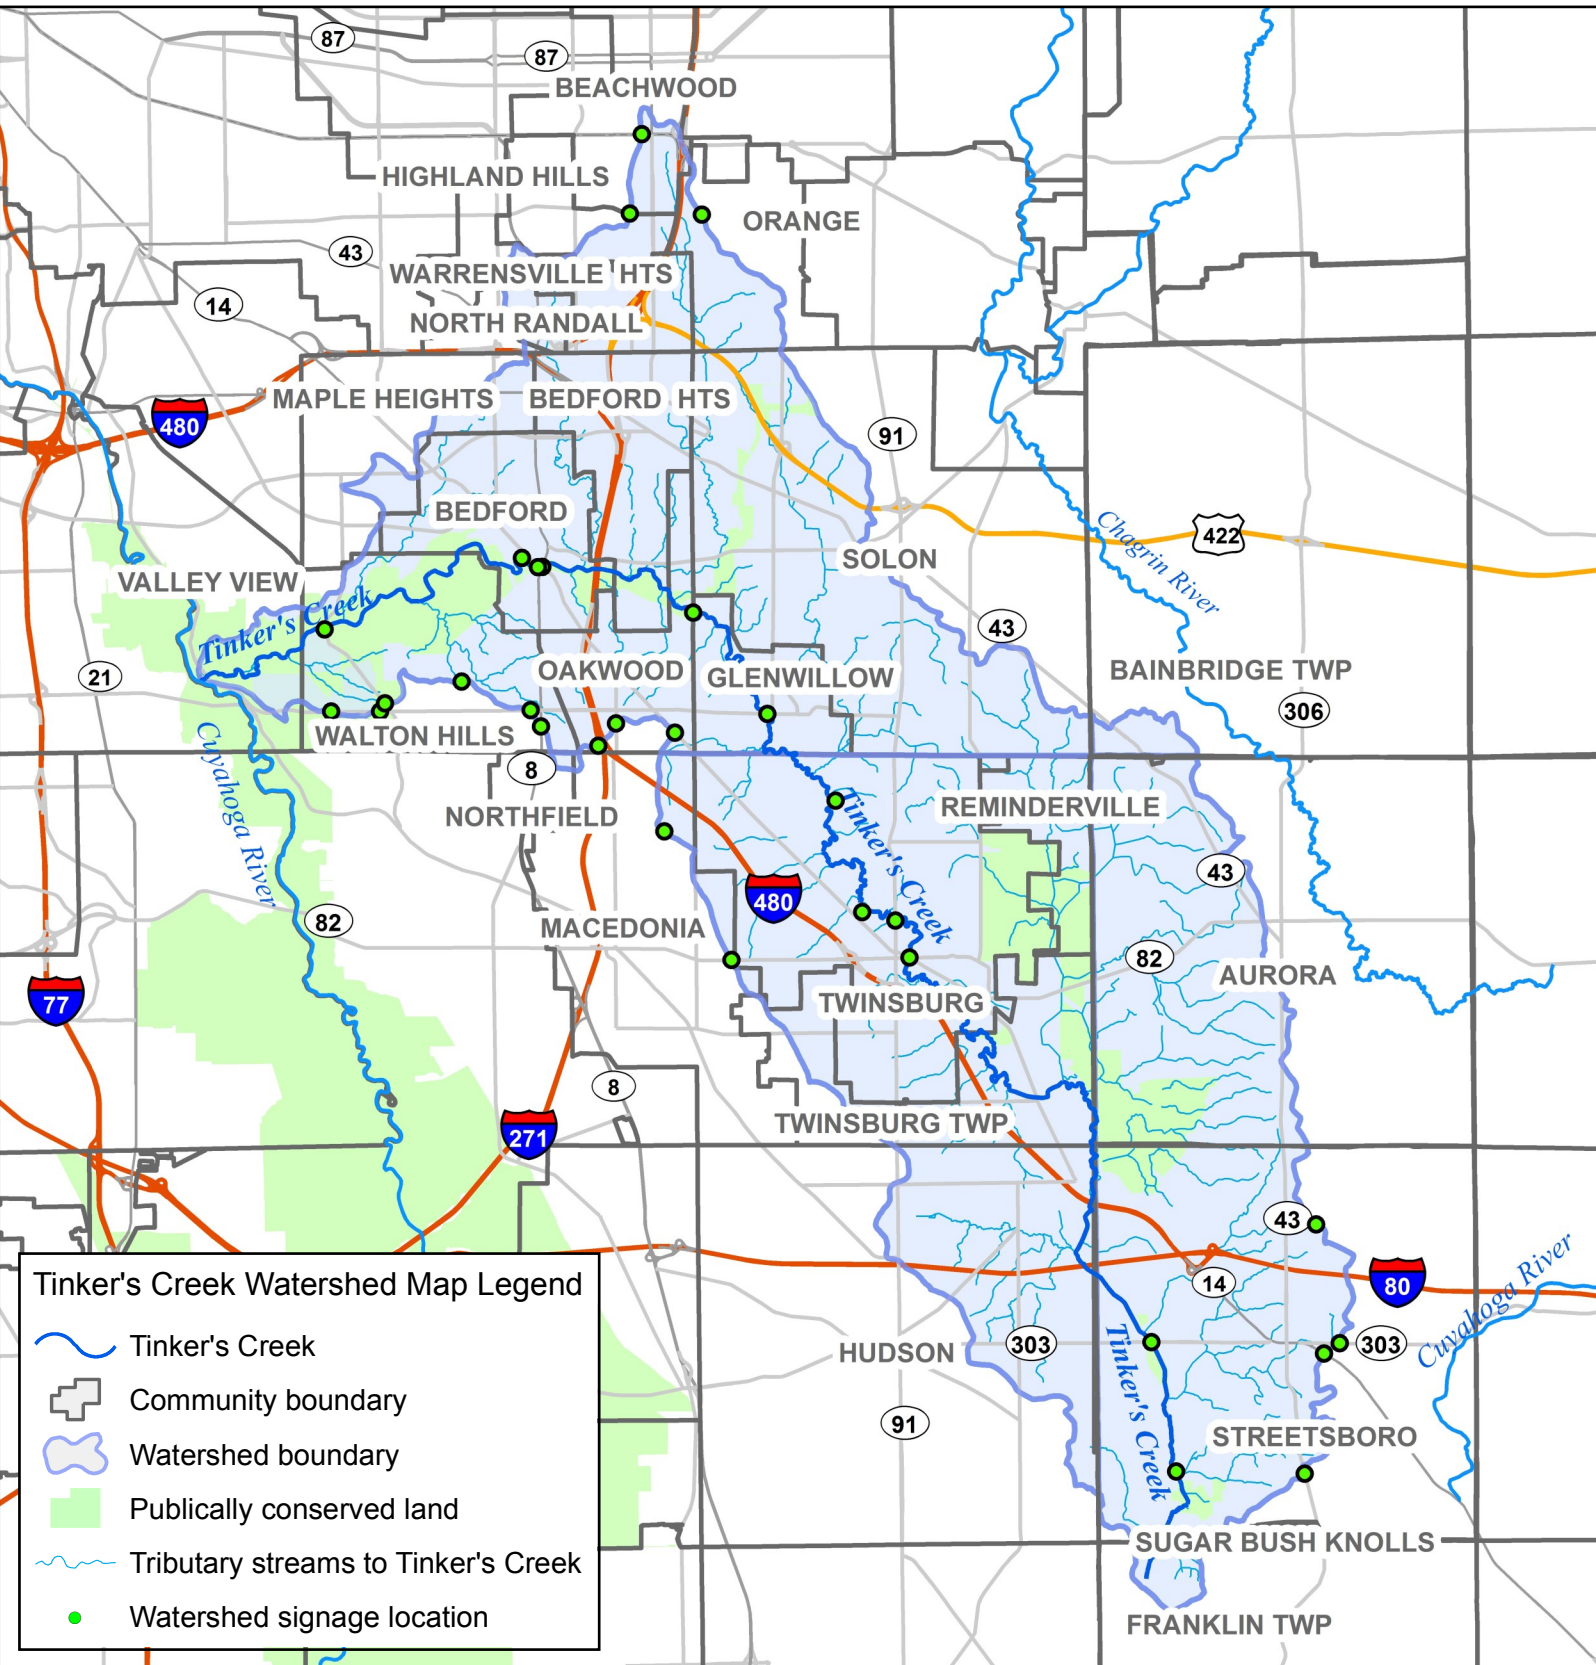 87
87
BEACHWOOD
HIGHLAND HILLS
ORANGE
43
WARRENSVILLE HTS
14
NORTH RANDALL
MAPLE HEIGHTS
BEDFORD HTS
480
91
BEDFORD
Chagrin River
422
SOLON
VALLEY VIEW
Tinker's Creek
43
21
OAKWOOD
GLENWILLOW
BAINBRIDGE TWP
306
WALTON HILLS
Cuyahoga River
8
NORTHFIELD
Tinker's Creek
REMINDERVILLE
43
480
82
MACEDONIA
82
AURORA
77
TWINSBURG
8
TWINSBURG TWP
271
43
Tinker's Creek Watershed Map Legend
14
80
Cuyahoga River
Tinker's Creek
HUDSON
303
303
Tinker's Creek
Community boundary
91
STREETSBORO
Watershed boundary
Publically conserved land
SUGAR BUSH KNOLLS
Tributary streams to Tinker's Creek
Watershed signage location
FRANKLIN TWP